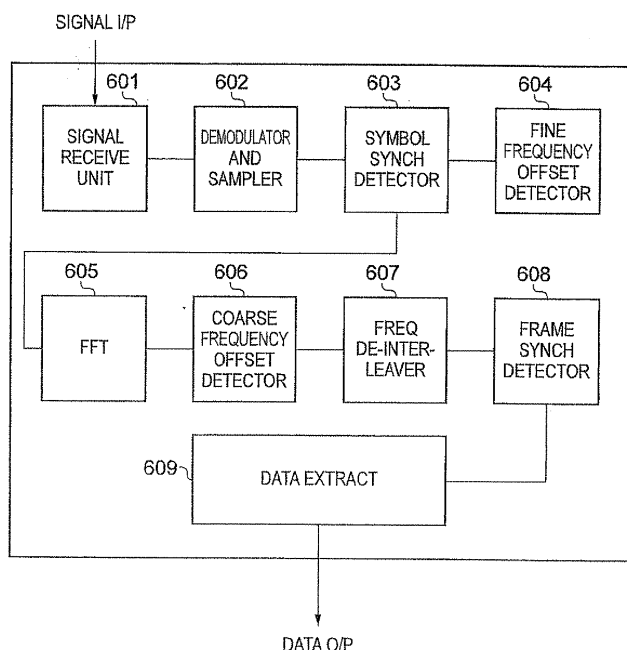 SIGNAL I/P
601
SIGNAL
RECEIVE
UNIT
602
DEMODULATOR
AND
SAMPLER
603
SYMBOL
SYNCH
DETECTOR
604
FINE
FREQUENCY
OFFSET
DETECTOR
605
FFT
606
COARSE
FREQUENCY
OFFSET
DETECTOR
607
FREQ
DE-INTER-
LEAVER
608
FRAME
SYNCH
DETECTOR
609
DATA EXTRACT
DATA O/P